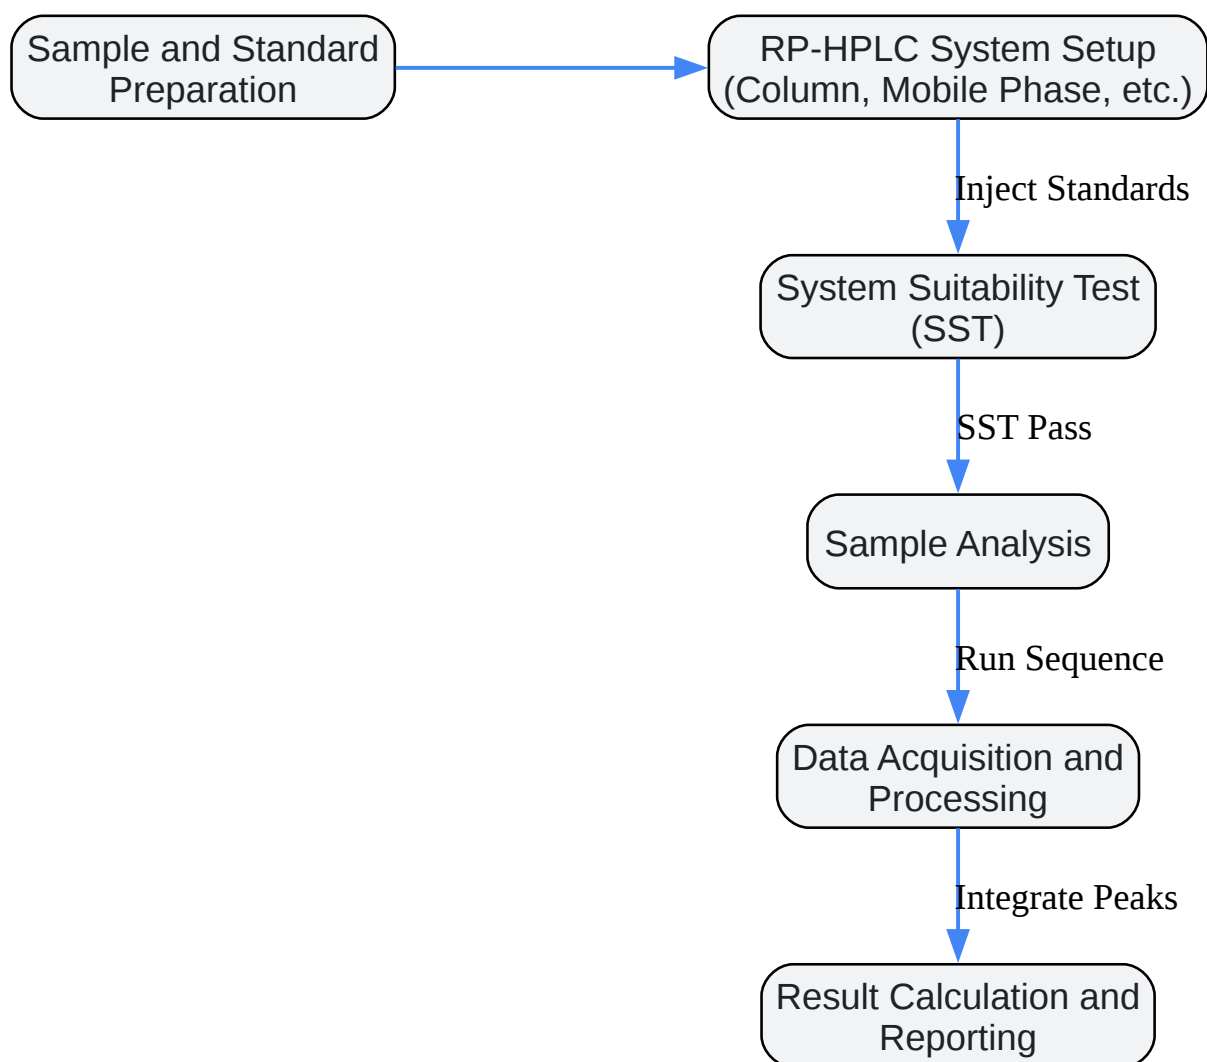 Sample and Standard
Preparation
RP-HPLC System Setup
(Column, Mobile Phase, etc.)
Inject Standards
System Suitability Test
(SST)
SST Pass
Sample Analysis
Run Sequence
Data Acquisition and
Processing
Integrate Peaks
Result Calculation and
Reporting